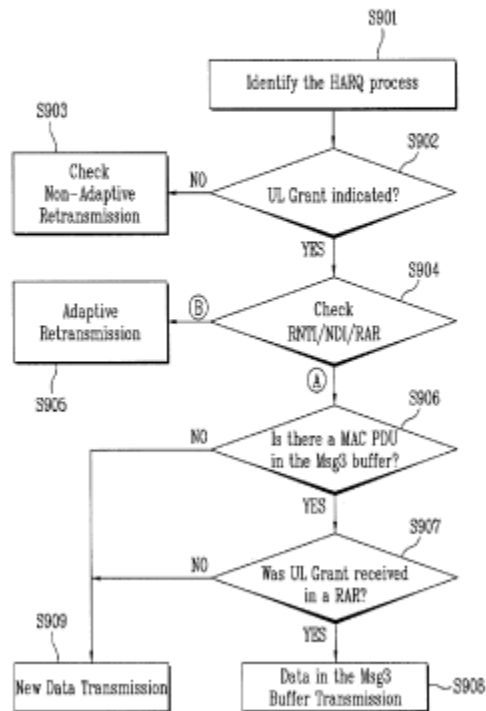 S901
Identify the HARQ process
S903
S902
Check
Non-Adaptive
Retransmission
NO
UL Grant indicated?
YES
S904
Adaptive
Retransmission
B
Check
RNTI/NDI/RAR
S905
A
S906
NO
Is there a MAC PDU
in the Msg3 buffer?
YES
S907
NO
Was UL Grant received
in a RAR?
S909
YES
New Data Transmission
Data in the Msg3
Buffer Transmission
S908